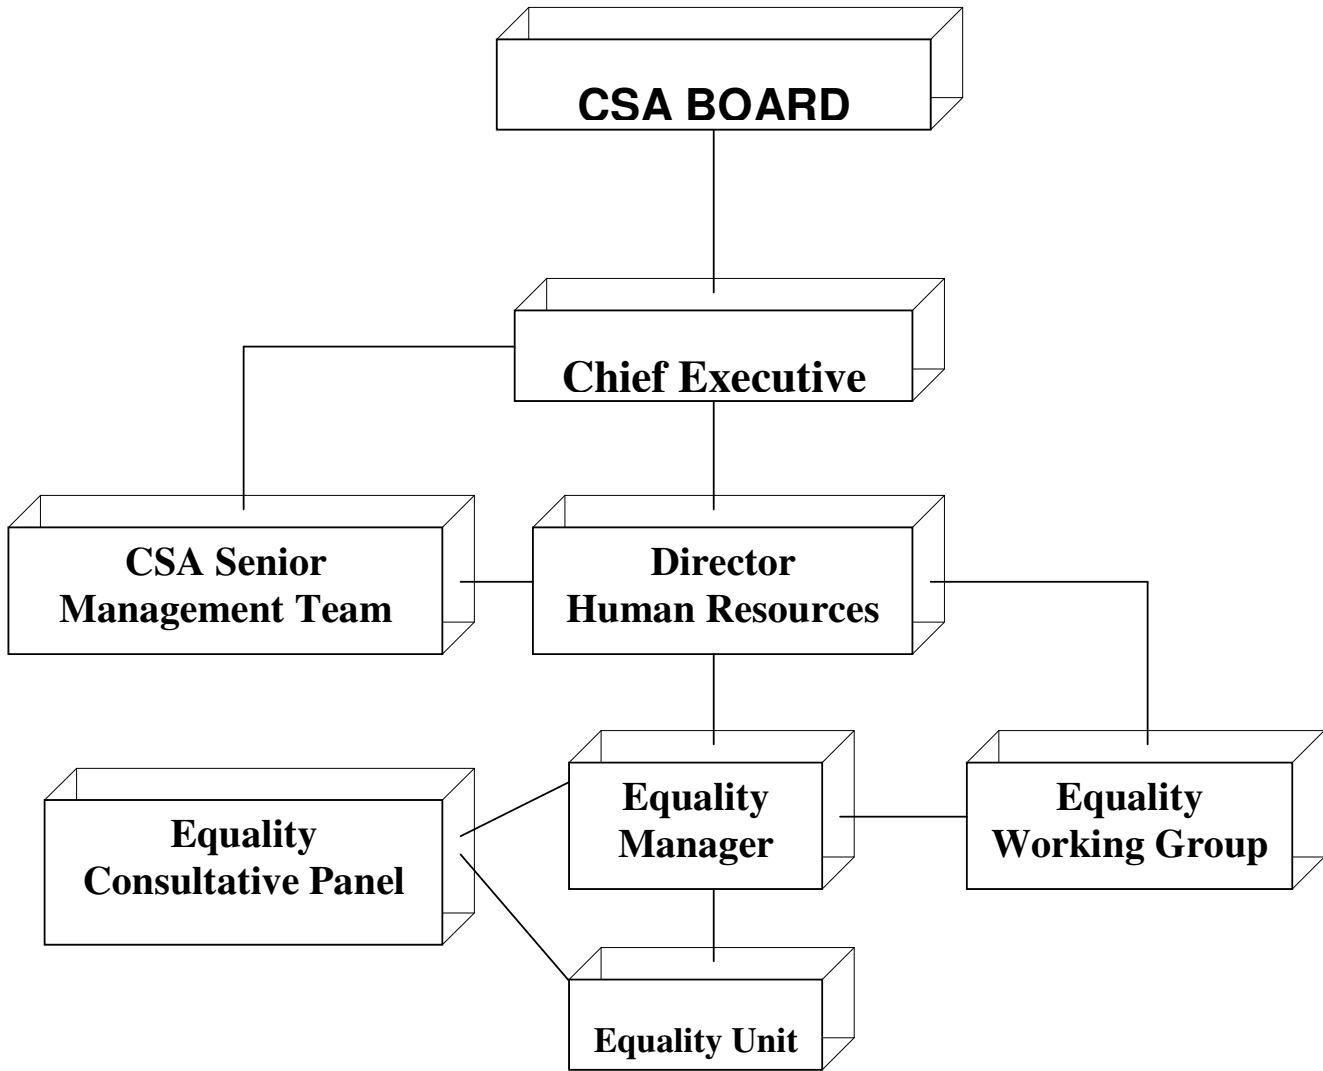 CSA BOARD
Chief Executive
CSA Senior
Management Team
Director
Human Resources
Equality
Consultative Panel
Equality
Manager
Equality
Working Group
Equality Unit